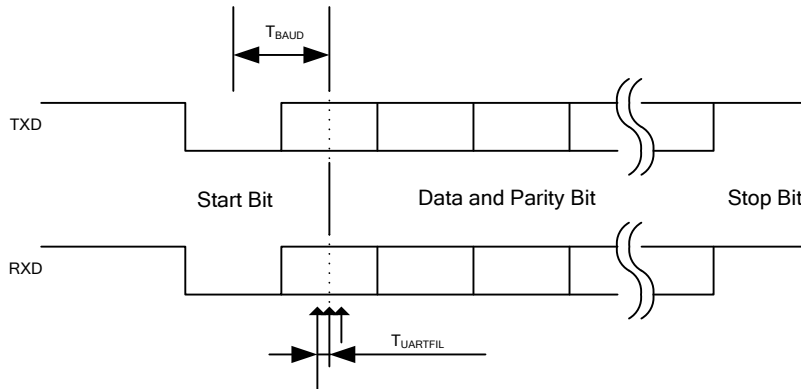 TBAUD
TXD
Start Bit
Data and Parity Bit
Stop Bit
RXD
TUARTFIL